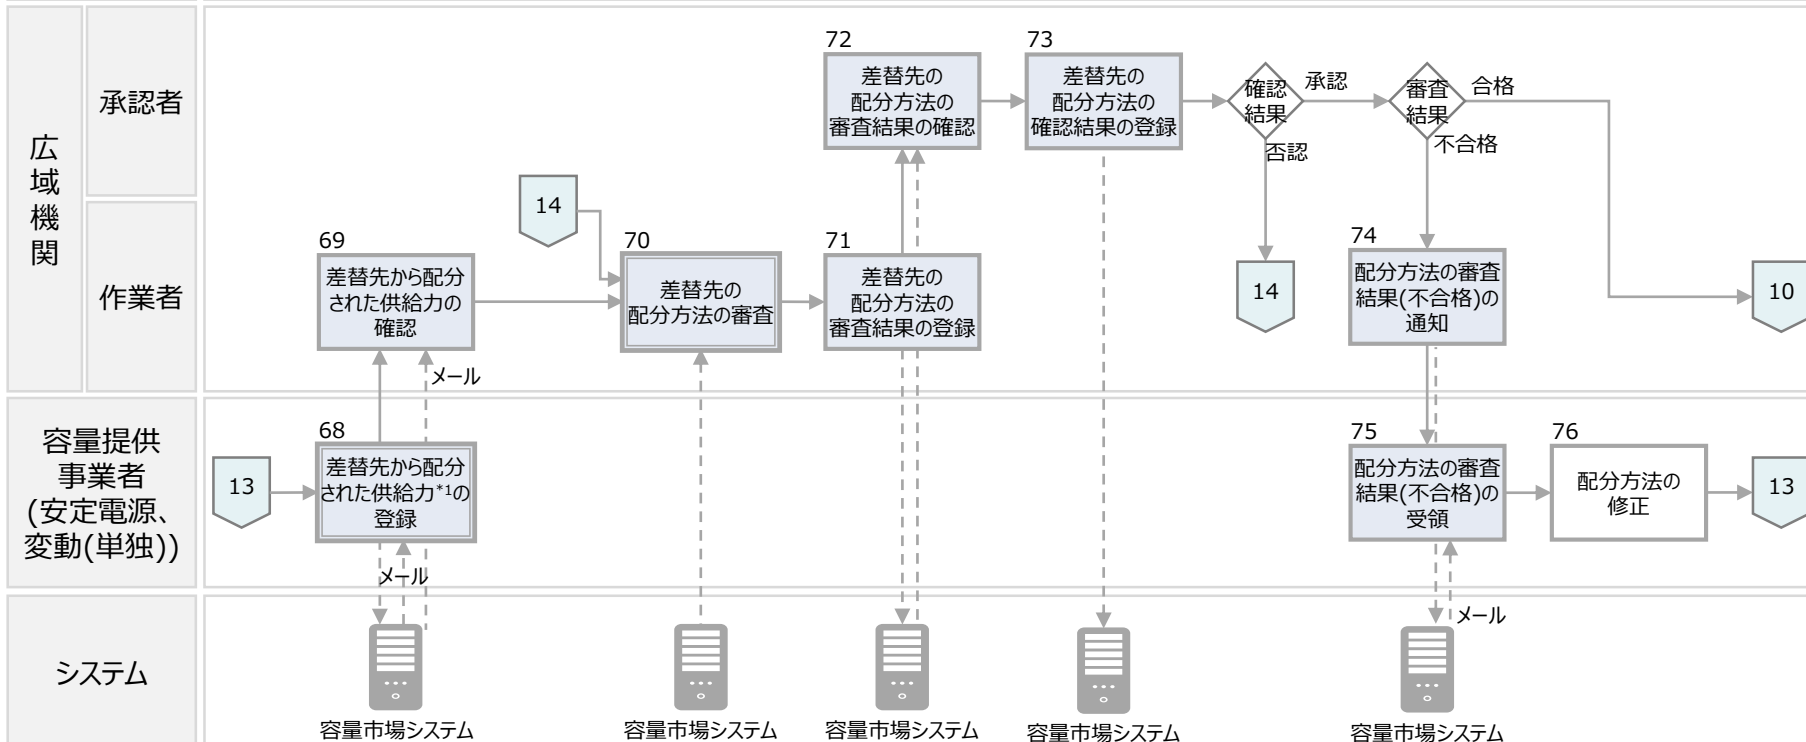 広
域
機
関
承認者
72
差替先の
配分方法の
審査結果の確認
73
差替先の
配分方法の
確認結果の登録
確認
結果
承認
否認
審査
結果
合格
不合格
作業者
69
差替先から配分
された供給力の
確認
14
70
差替先の
配分方法の審査
71
差替先の
配分方法の
審査結果の登録
14
74
配分方法の審査
結果(不合格)の
通知
10
メール
容量提供
事業者
(安定電源、
変動(単独))
13
68
差替先から配分
された供給力*1の
登録
メール
75
配分方法の審査
結果(不合格)の
受領
76
配分方法の
修正
13
メール
システム
容量市場システム
容量市場システム
容量市場システム
容量市場システム
容量市場システム